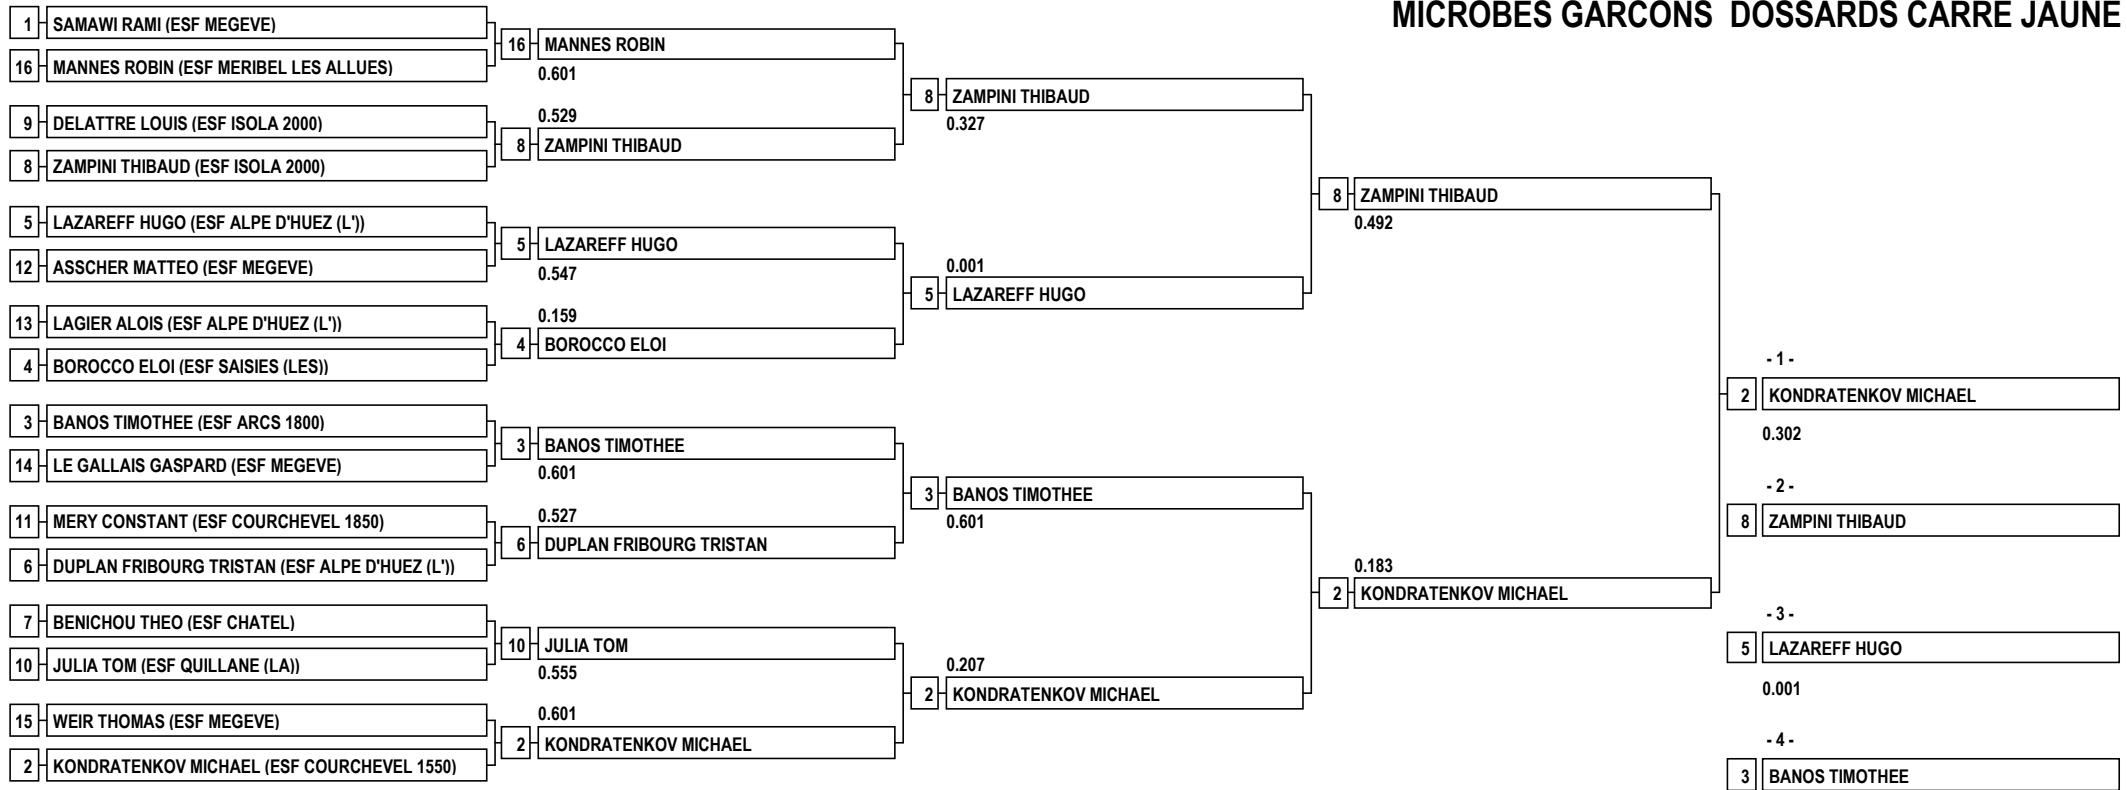 MICROBES GARCONS DOSSARDS CARRE JAUNE
1 SAMAWI RAMI (ESF MEGEVE)
16 MANNES ROBIN (ESF MERIBEL LES ALLUES)
9 DELATTRE LOUIS (ESF ISOLA 2000)
8 ZAMPINI THIBAUD (ESF ISOLA 2000)
5 LAZAREFF HUGO (ESF ALPE D'HUEZ (L'))
12 ASSCHER MATTEO (ESF MEGEVE)
13 LAGIER ALOIS (ESF ALPE D'HUEZ (L'))
4 BOROCCO ELOI (ESF SAISIES (LES))
3 BANOS TIMOTHEE (ESF ARCS 1800)
14 LE GALLAIS GASPARD (ESF MEGEVE)
11 MERY CONSTANT (ESF COURCHEVEL 1850)
6 DUPLAN FRIBOURG TRISTAN (ESF ALPE D'HUEZ (L'))
7 BENICHOU THEO (ESF CHATEL)
10 JULIA TOM (ESF QUILLANE (LA))
15 WEIR THOMAS (ESF MEGEVE)
2 KONDRATENKOV MICHAEL (ESF COURCHEVEL 1550)
16 MANNES ROBIN
0.601
0.529
8 ZAMPINI THIBAUD
5 LAZAREFF HUGO
0.547
0.159
4 BOROCCO ELOI
3 BANOS TIMOTHEE
0.601
0.527
6 DUPLAN FRIBOURG TRISTAN
10 JULIA TOM
0.555
0.601
2 KONDRATENKOV MICHAEL
8 ZAMPINI THIBAUD
0.327
0.001
5 LAZAREFF HUGO
3 BANOS TIMOTHEE
0.601
0.207
2 KONDRATENKOV MICHAEL
8 ZAMPINI THIBAUD
0.492
0.183
2 KONDRATENKOV MICHAEL
- 1 -
2 KONDRATENKOV MICHAEL
0.302
- 2 -
8 ZAMPINI THIBAUD
- 3 -
5 LAZAREFF HUGO
0.001
- 4 -
3 BANOS TIMOTHEE